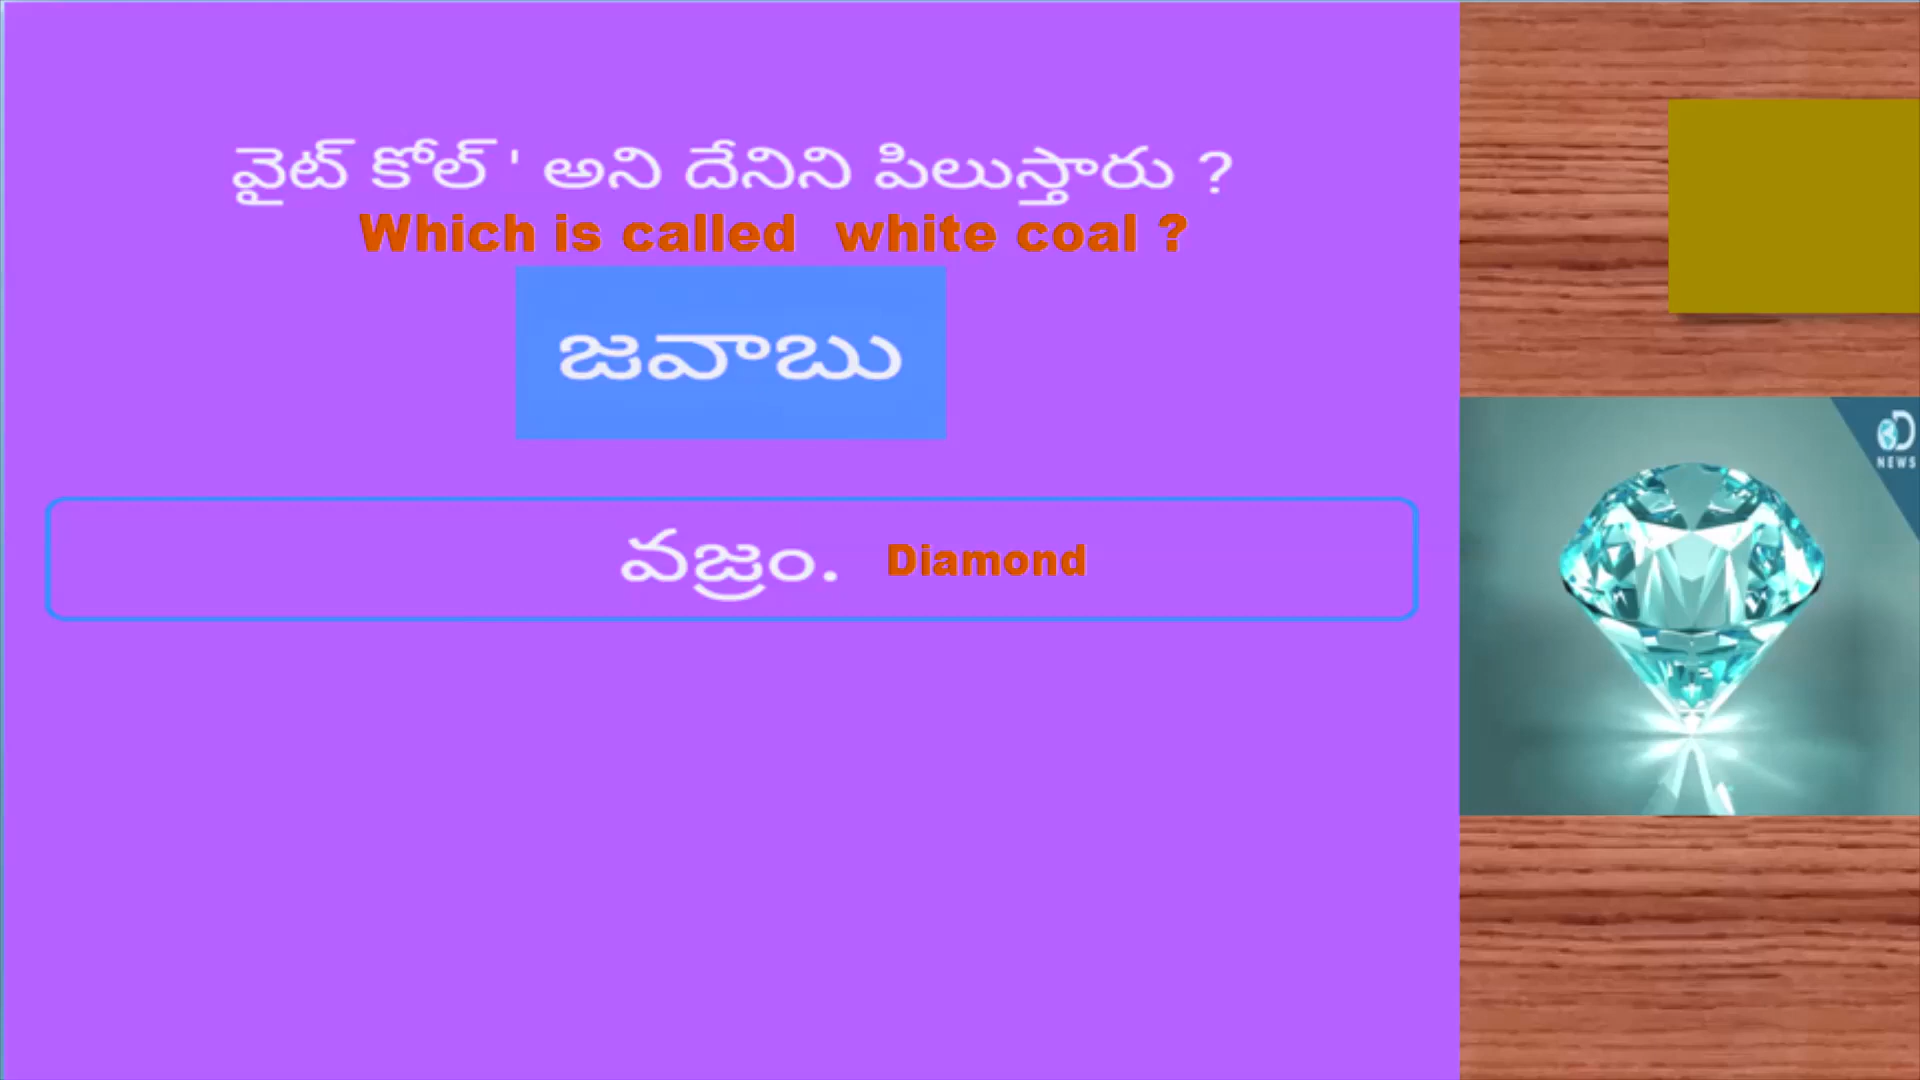 వైట్ కోల్ ' అని దేనిని పిలుస్తారు ?
Which is called white coal ?
జవాబు
వజ్రం. Diamond
D
NEWS